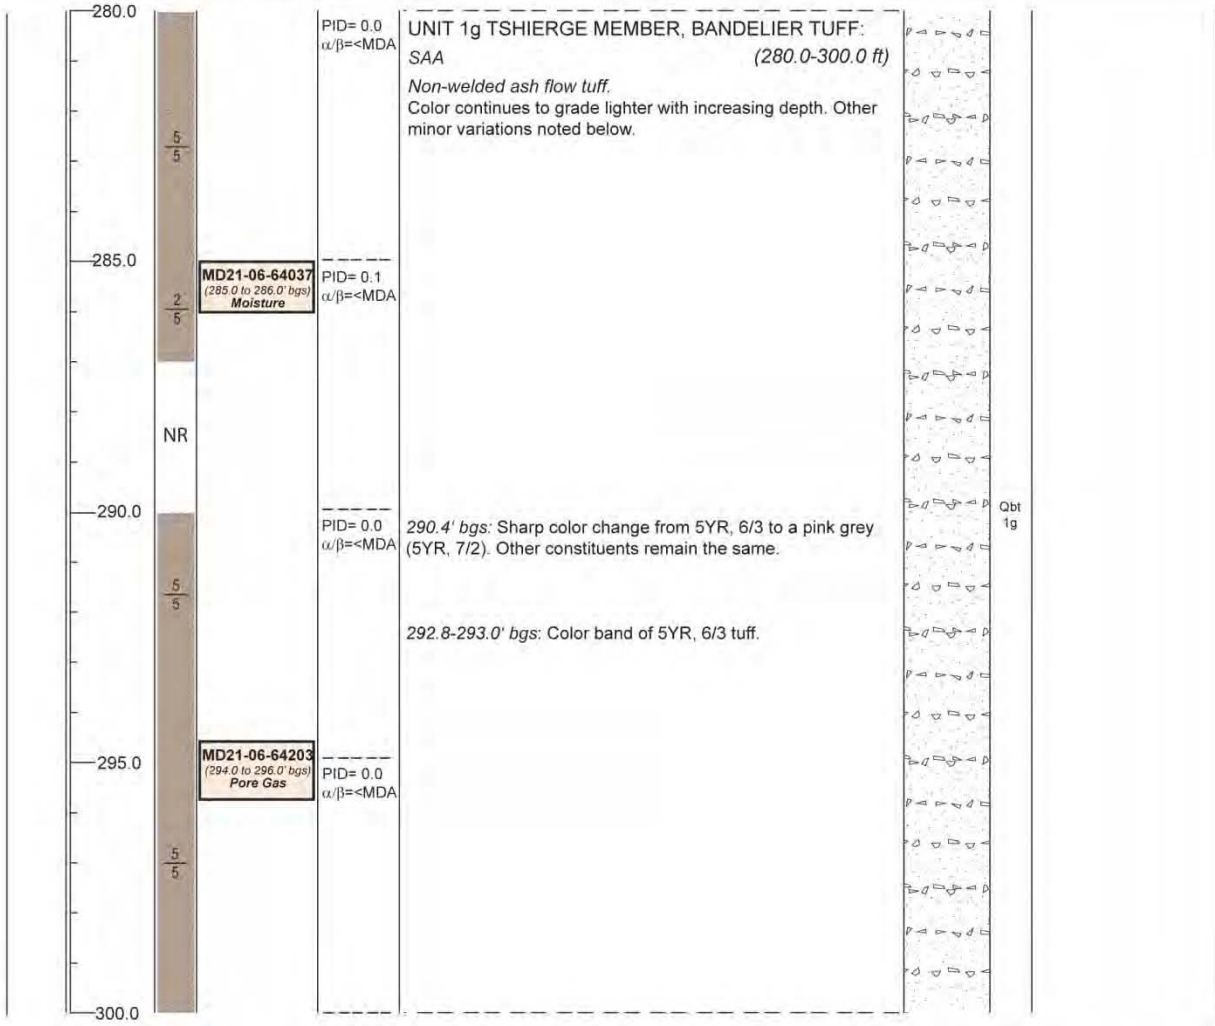 280.0
PID= 0.0
α/β=<MDA
UNIT 1g TSHIERGE MEMBER, BANDELIER TUFF:
SAA (280.0-300.0 ft)
Non-welded ash flow tuff.
Color continues to grade lighter with increasing depth. Other
minor variations noted below.
5
5
285.0
MD21-06-64037
(285.0 to 286.0' bgs)
Moisture
PID= 0.1
α/β=<MDA
2
5
NR
290.0
PID= 0.0
α/β=<MDA
290.4' bgs: Sharp color change from 5YR, 6/3 to a pink grey
(5YR, 7/2). Other constituents remain the same.
Qbt
1g
5
5
292.8-293.0' bgs: Color band of 5YR, 6/3 tuff.
295.0
MD21-06-64203
(294.0 to 296.0' bgs)
Pore Gas
PID= 0.0
α/β=<MDA
5
5
300.0